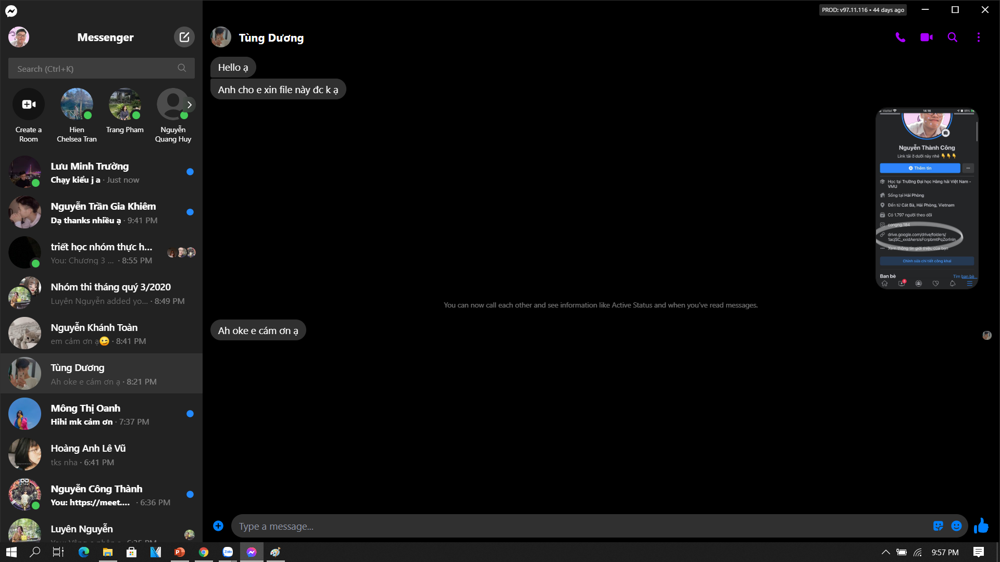 PROD: v97.11.116 • 44 days ago
Messenger
Search (Ctrl+K)
Create a
Room
Hien
Chelsea Tran
Trang Pham
Nguyễn
Quang Huy
Lưu Minh Trường
Chạy kiểu j a · Just now
Nguyễn Trần Gia Khiêm
Dạ thanks nhiều ạ · 9:41 PM
triết học nhóm thực h...
You: Chương 3 ... · 8:55 PM
Nhóm thi tháng quý 3/2020
Luyên Nguyễn added yo... · 8:49 PM
Nguyễn Khánh Toàn
em cảm ơn ạ😉 · 8:41 PM
Tùng Dương
Ah oke e cám ơn ạ · 8:21 PM
Mông Thị Oanh
Hihi mk cảm ơn · 7:37 PM
Hoàng Anh Lê Vũ
tks nha · 6:41 PM
Nguyễn Công Thành
You: https://meet.... · 6:36 PM
Luyên Nguyễn
Tùng Dương
Hello ạ
Anh cho e xin file này đc k ạ
Viettel 14:18 81%
Nguyễn Thành Công
Link tải ở dưới này nhé 👇👇👇
Thêm tin
Học tại Trường Đại học Hàng hải Việt Nam -
VMU
Sống tại Hải Phòng
Đến từ Cát Bà, Hải Phòng, Vietnam
Có 1.797 người theo dõi
congng.184
drive.google.com/drive/folders/
Xem thông tin giới thiệu của bạn
Chỉnh sửa chi tiết công khai
Bạn bè
Tìm bạn bè
8
You can now call each other and see information like Active Status and when you've read messages.
Ah oke e cám ơn ạ
Type a message...
Zalo
9:57 PM